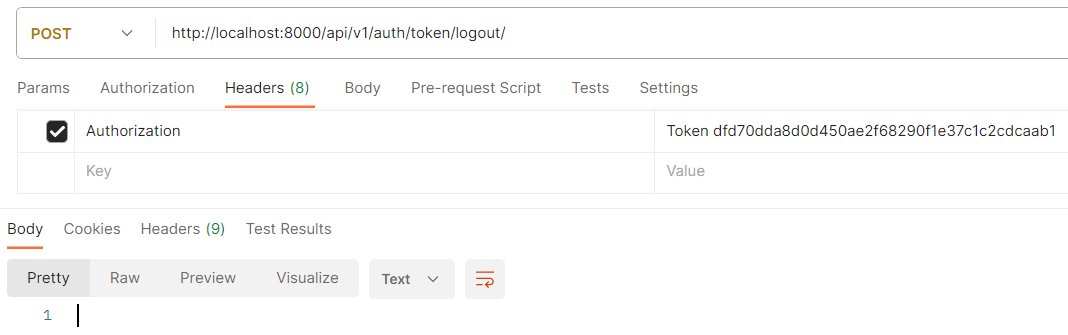 POST http://localhost:8000/api/v1/auth/token/logout/
Params Authorization Headers (8) Body Pre-request Script Tests Settings
Authorization Token dfd70dda8d0d450ae2f68290f1e37c1c2cdcaab1
Key Value
Body Cookies Headers (9) Test Results
Pretty Raw Preview Visualize Text
1